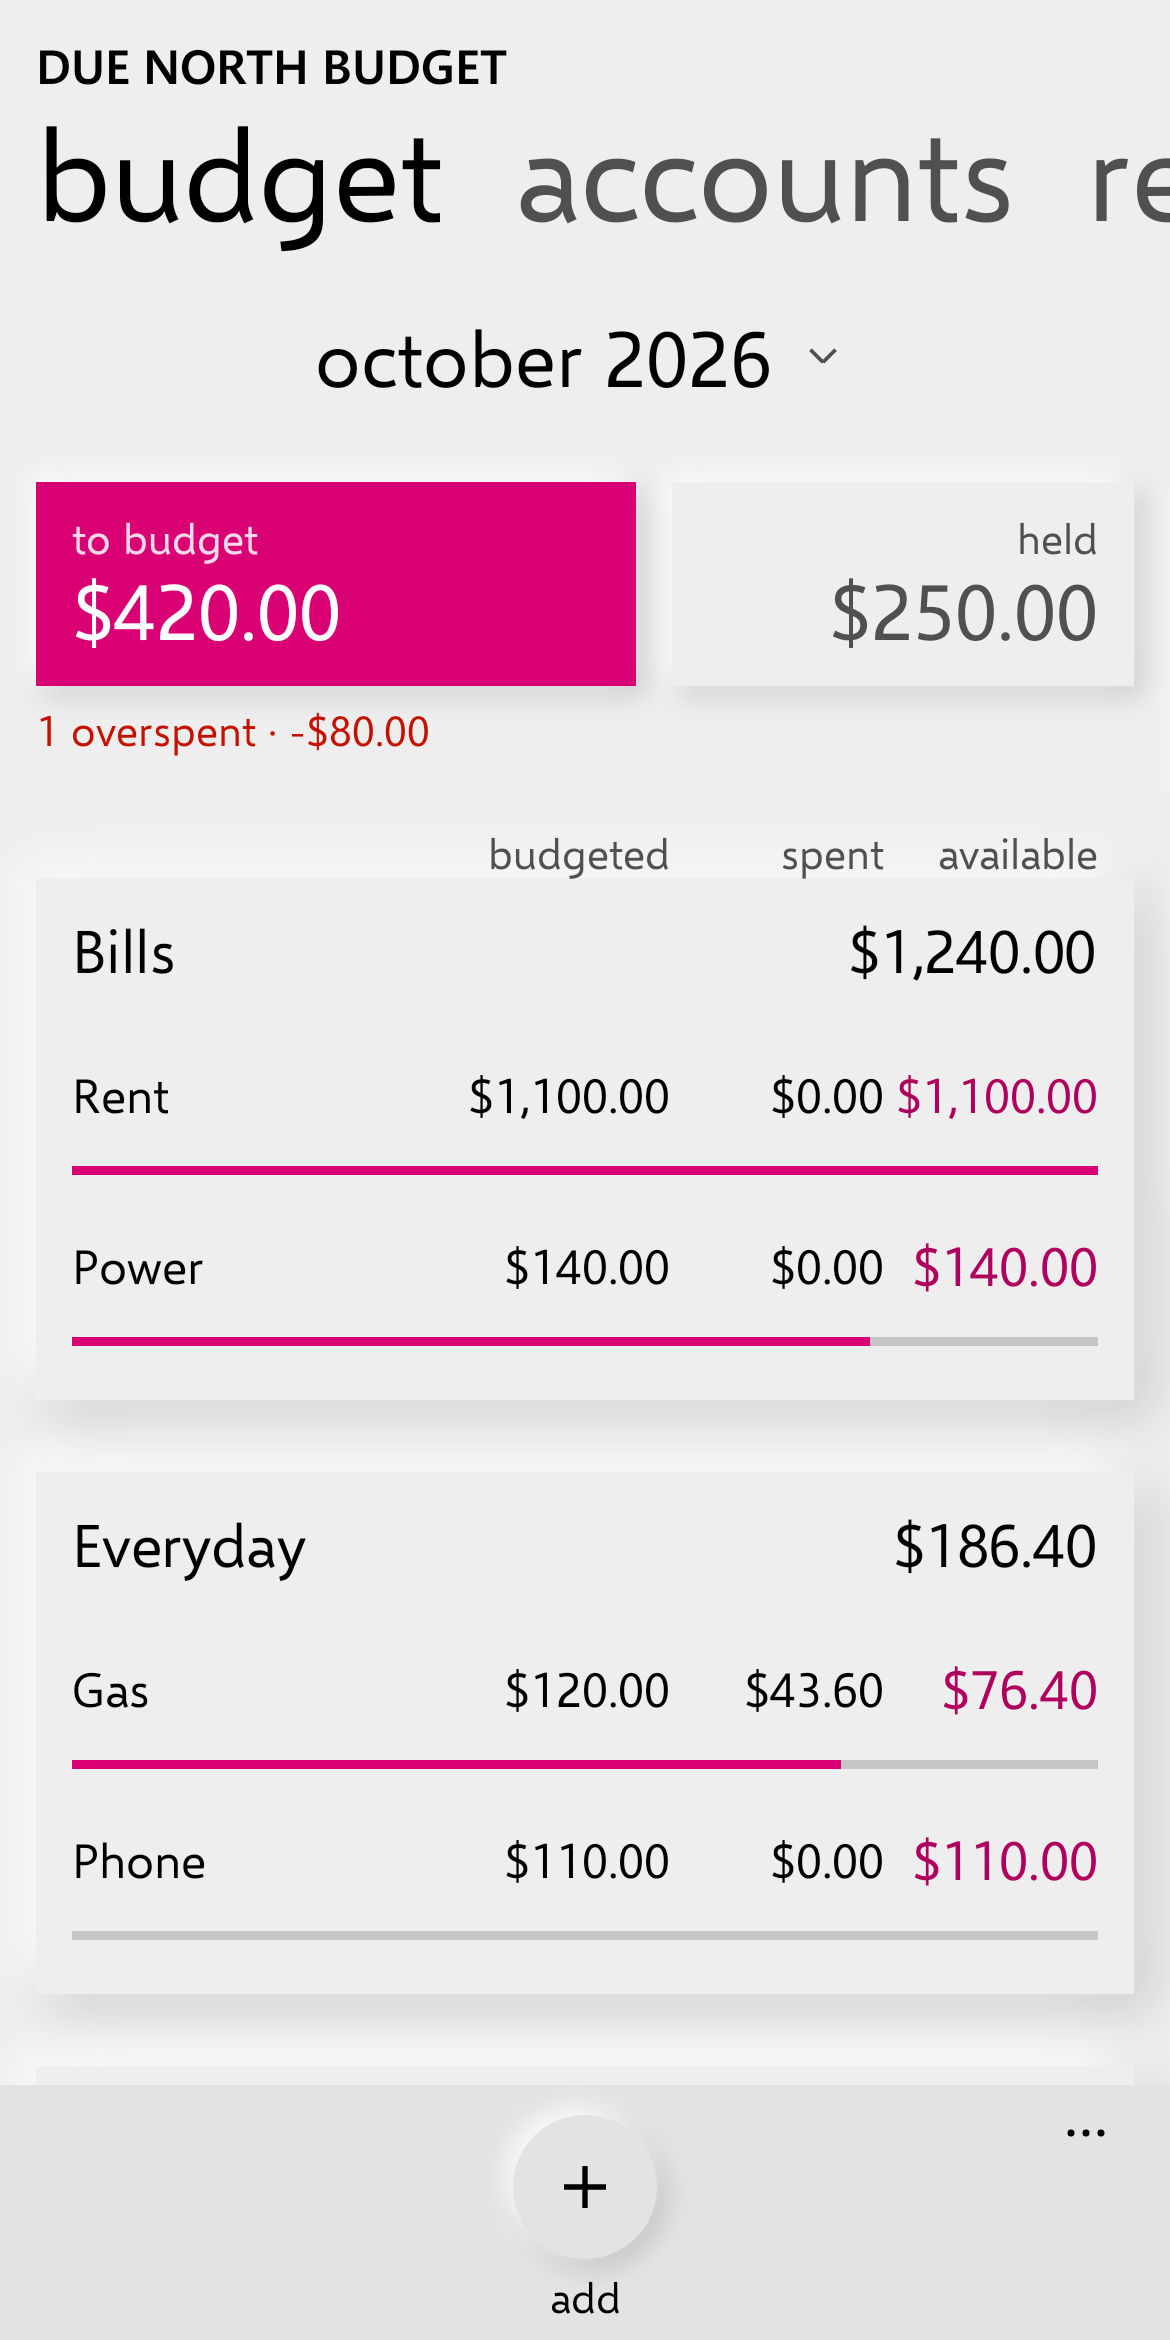 DUE NORTH BUDGET
budget accounts re
october 2026
to budget held
$420.00 $250.00
1 overspent · -$80.00
budgeted spent available
Bills $1,240.00
Rent $1,100.00 $0.00 $1,100.00
Power $140.00 $0.00 $140.00
Everyday $186.40
Gas $120.00 $43.60 $76.40
Phone $110.00 $0.00 $110.00
...
+
add